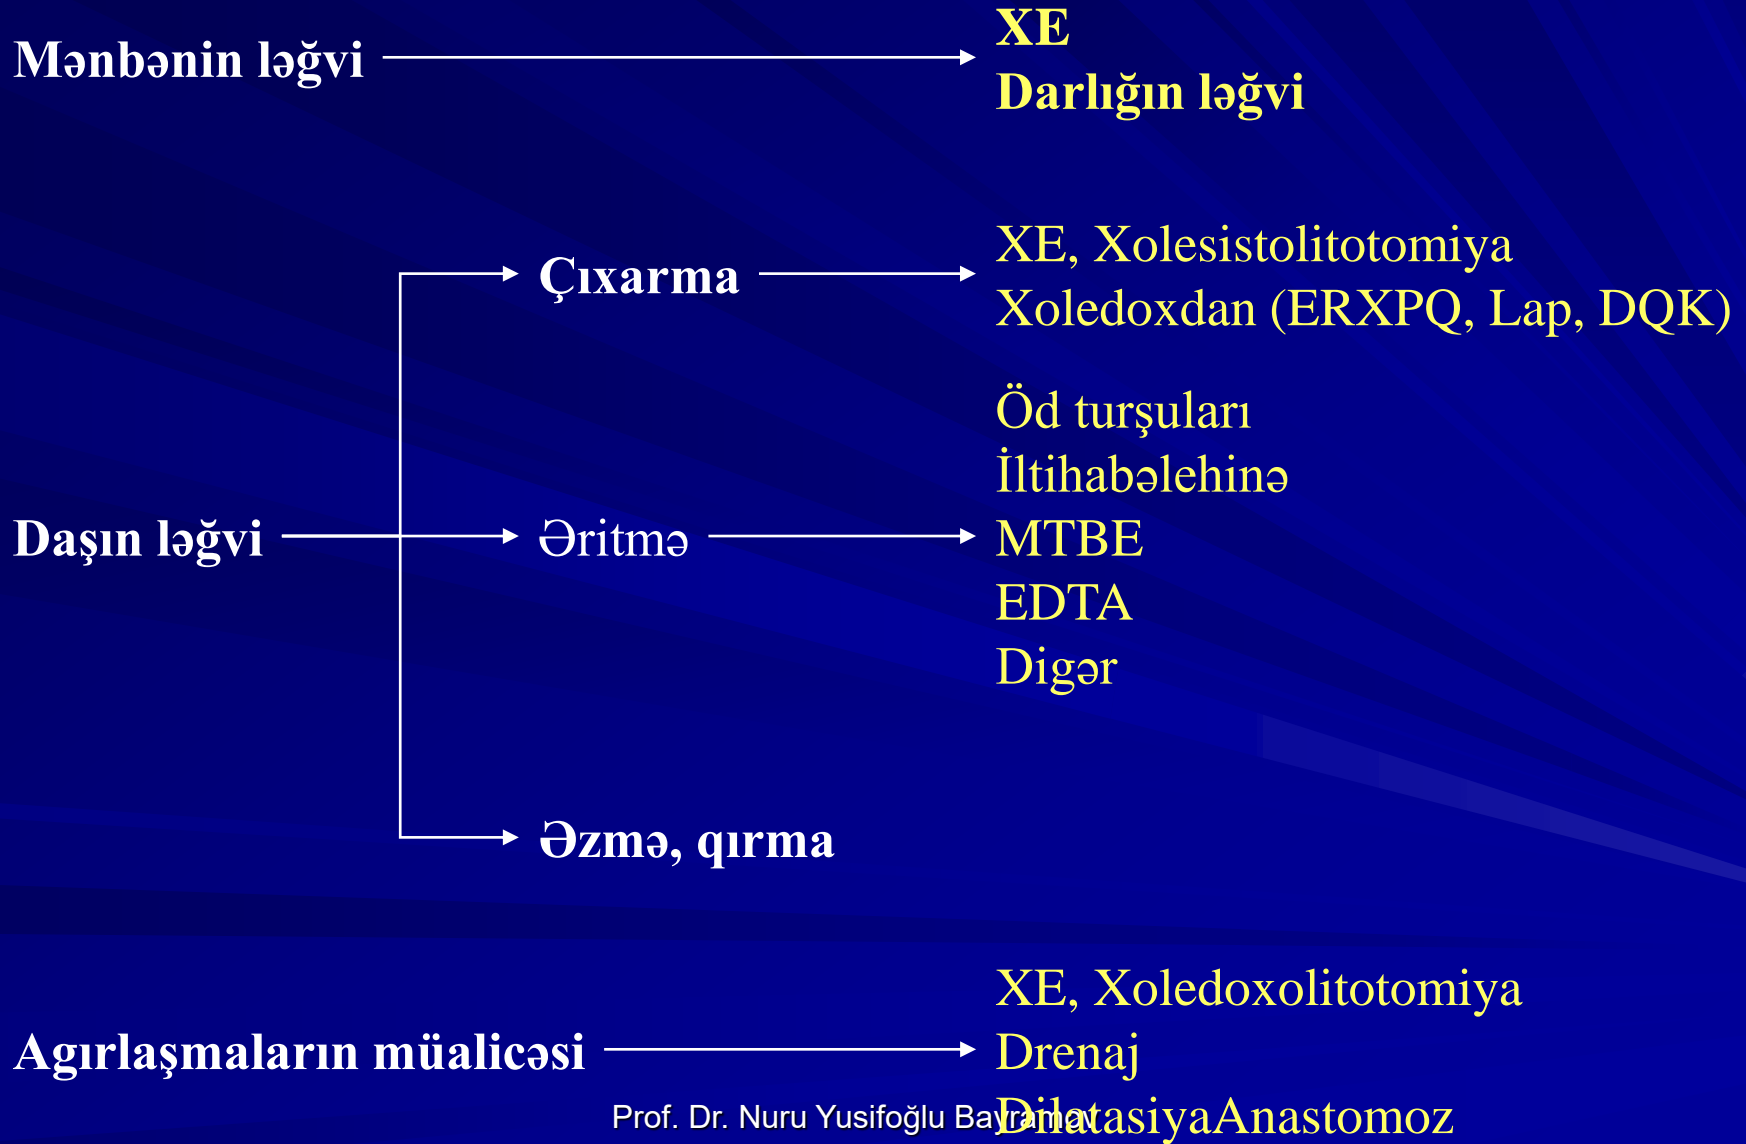 Mənbənin ləğvi
XE
Darlığın ləğvi
Daşın ləğvi
Çıxarma
XE, Xolesistolitotomiya
Xoledoxdan (ERXPQ, Lap, DQK)
Əritmə
Öd turşuları
İltihabəlehinə
MTBE
EDTA
Digər
Əzmə, qırma
Agırlaşmaların müalicəsi
XE, Xoledoxolitotomiya
Drenaj
DilatasiyaAnastomoz
Prof. Dr. Nuru Yusifoğlu Bayramov